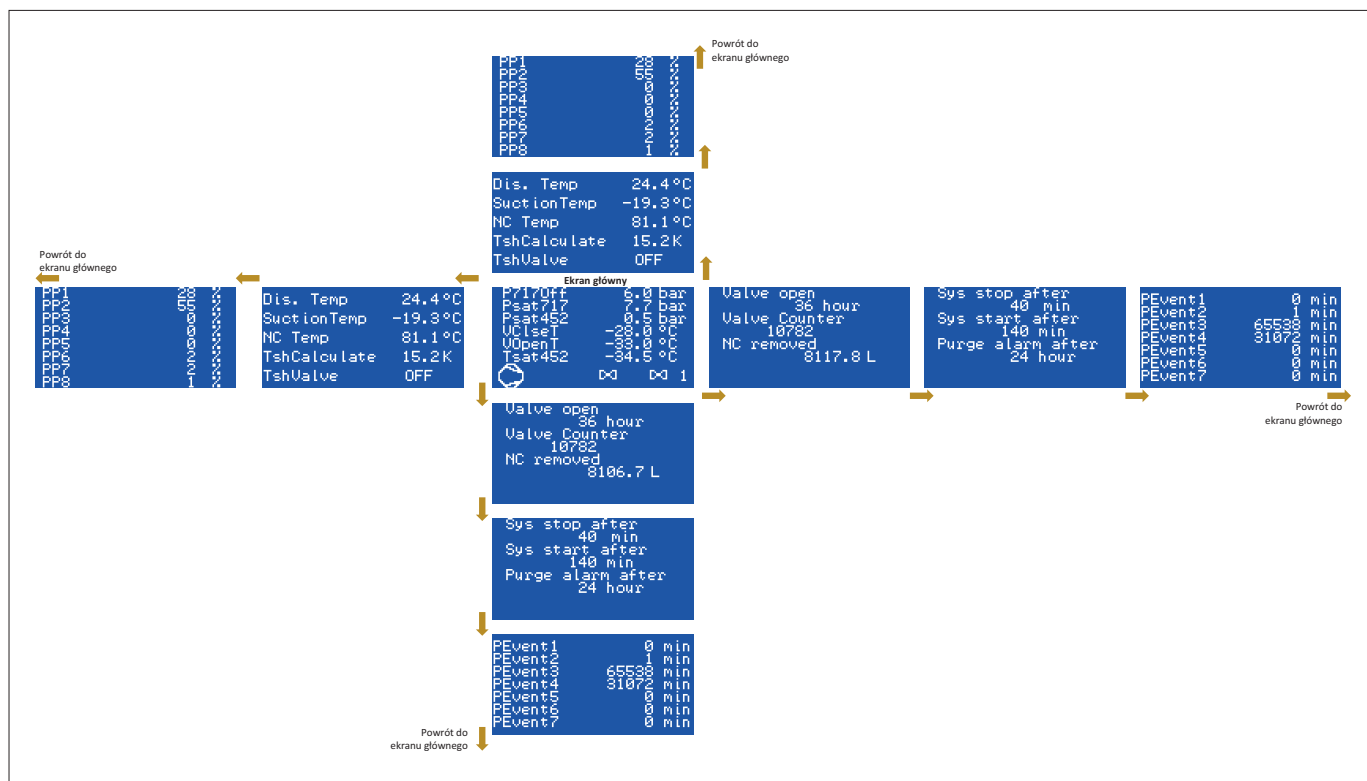 Powrót do
ekranu głównego
PP1 28 %
PP2 55 %
PP3 0 %
PP4 0 %
PP5 0 %
PP6 2 %
PP7 2 %
PP8 1 %
Dis. Temp 24.4°C
SuctionTemp -19.3°C
NC Temp 81.1°C
TshCalculate 15.2K
TshValve OFF
Powrót do
ekranu głównego
PP1 28 %
PP2 55 %
PP3 0 %
PP4 0 %
PP5 0 %
PP6 2 %
PP7 2 %
PP8 1 %
Dis. Temp 24.4°C
SuctionTemp -19.3°C
NC Temp 81.1°C
TshCalculate 15.2K
TshValve OFF
Ekran główny
P717Off 6.0 bar
Psat717 7.7 bar
Psat452 0.5 bar
VClseT -28.0 °C
VOpenT -33.0 °C
Tsat452 -34.5 °C
1
Valve open
36 hour
Valve Counter
10782
NC removed
8117.8 L
Sys stop after
40 min
Sys start after
140 min
Purge alarm after
24 hour
PEvent1 0 min
PEvent2 1 min
PEvent3 65538 min
PEvent4 31072 min
PEvent5 0 min
PEvent6 0 min
PEvent7 0 min
Powrót do
ekranu głównego
Valve open
36 hour
Valve Counter
10782
NC removed
8106.7 L
Sys stop after
40 min
Sys start after
140 min
Purge alarm after
24 hour
PEvent1 0 min
PEvent2 1 min
PEvent3 65538 min
PEvent4 31072 min
PEvent5 0 min
PEvent6 0 min
PEvent7 0 min
Powrót do
ekranu głównego